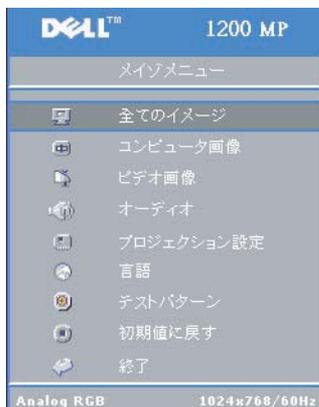 DELL™ 1200 MP
メイゾメニュー
全てのイメージ
コンピュータ画像
ビデオ画像
オーディオ
プロジェクション設定
言語
テストパターン
初期値に戻す
終了
Analog RGB 1024x768/60Hz